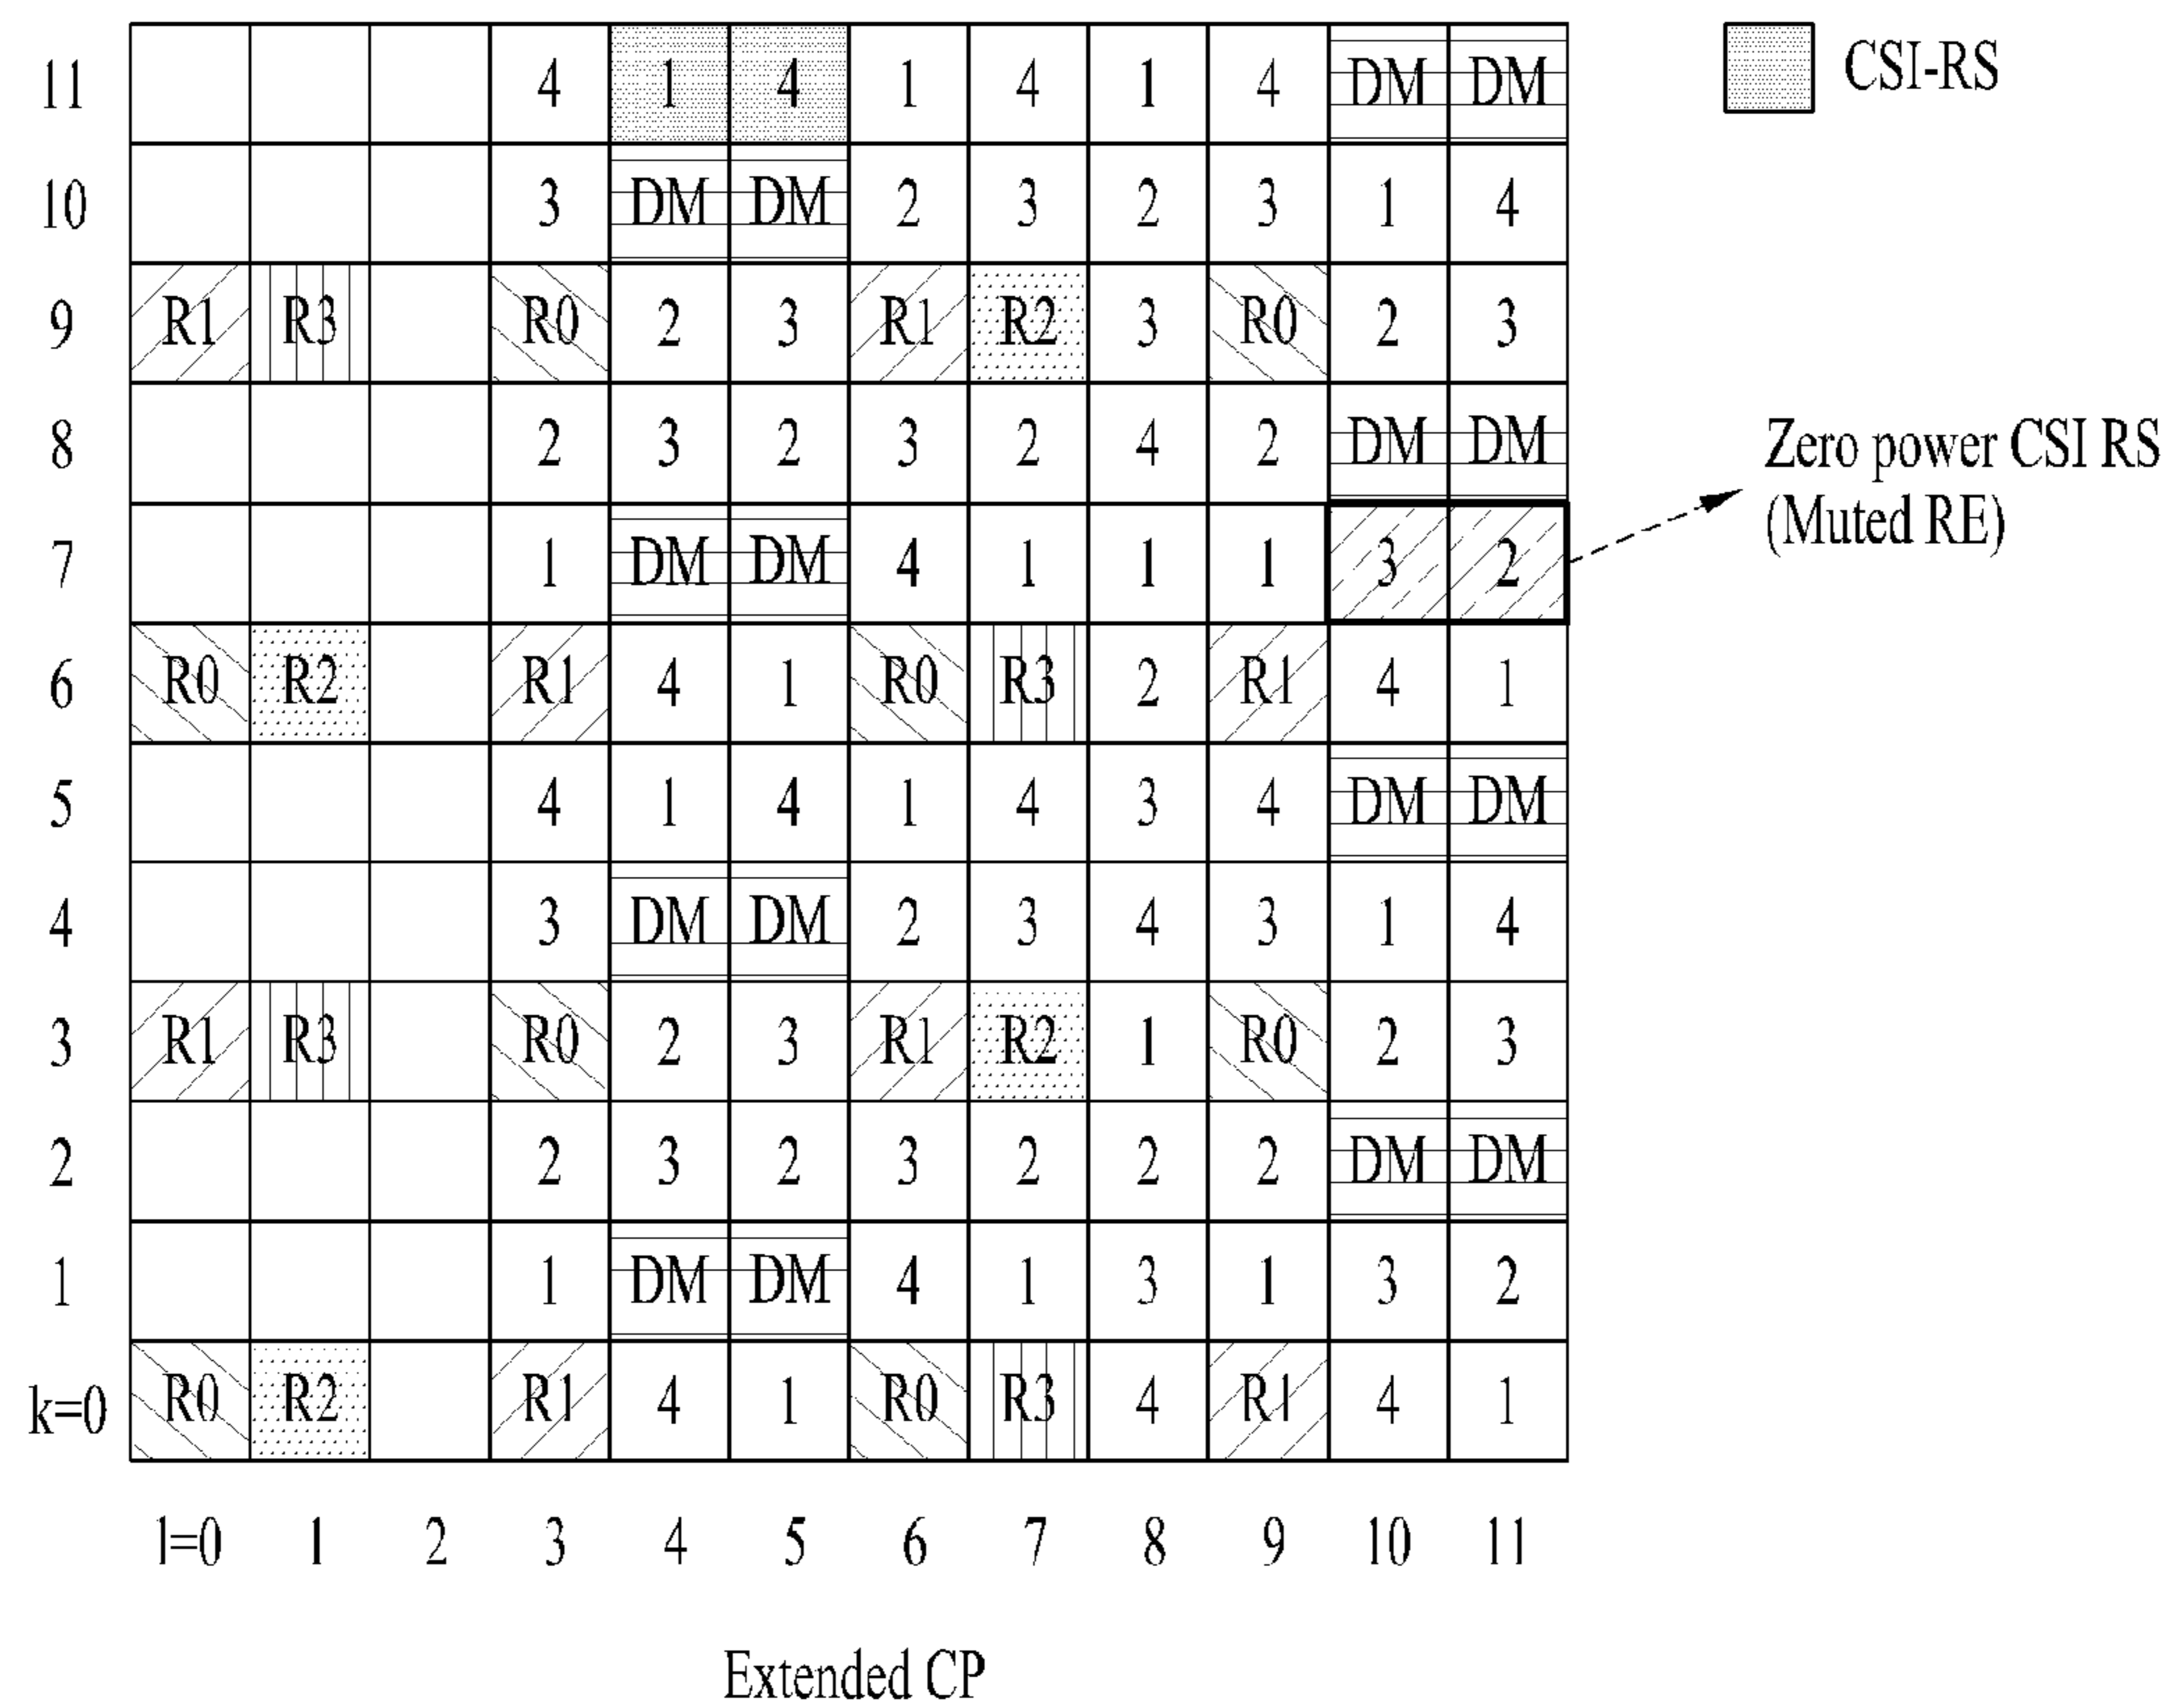 11 4 1 4 1 4 1 4 DM DM
CSI-RS
10 3 DM DM 2 3 2 3 1 4
9 R1 R3 R0 2 3 R1 R2 3 R0 2 3
8 2 3 2 3 2 4 2 DM DM
Zero power CSI RS
(Muted RE)
7 1 DM DM 4 1 1 1 3 2
6 R0 R2 R1 4 1 R0 R3 2 R1 4 1
5 4 1 4 1 4 3 4 DM DM
4 3 DM DM 2 3 4 3 1 4
3 R1 R3 R0 2 3 R1 R2 1 R0 2 3
2 2 3 2 3 2 2 2 DM DM
1 1 DM DM 4 1 3 1 3 2
k=0 R0 R2 R1 4 1 R0 R3 4 R1 4 1
l=0 1 2 3 4 5 6 7 8 9 10 11
Extended CP